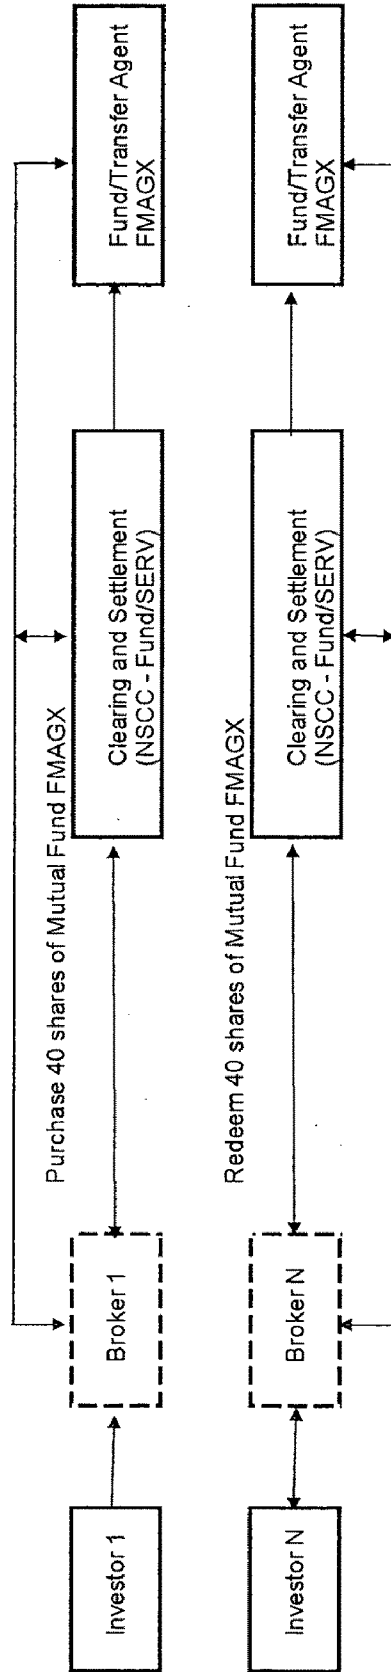 Investor 1
Broker 1
Purchase 40 shares of Mutual Fund FMAGX
Clearing and Settlement
(NSCC - Fund/SERV)
Fund/Transfer Agent
FMAGX
Investor N
Broker N
Redeem 40 shares of Mutual Fund FMAGX
Clearing and Settlement
(NSCC - Fund/SERV)
Fund/Transfer Agent
FMAGX